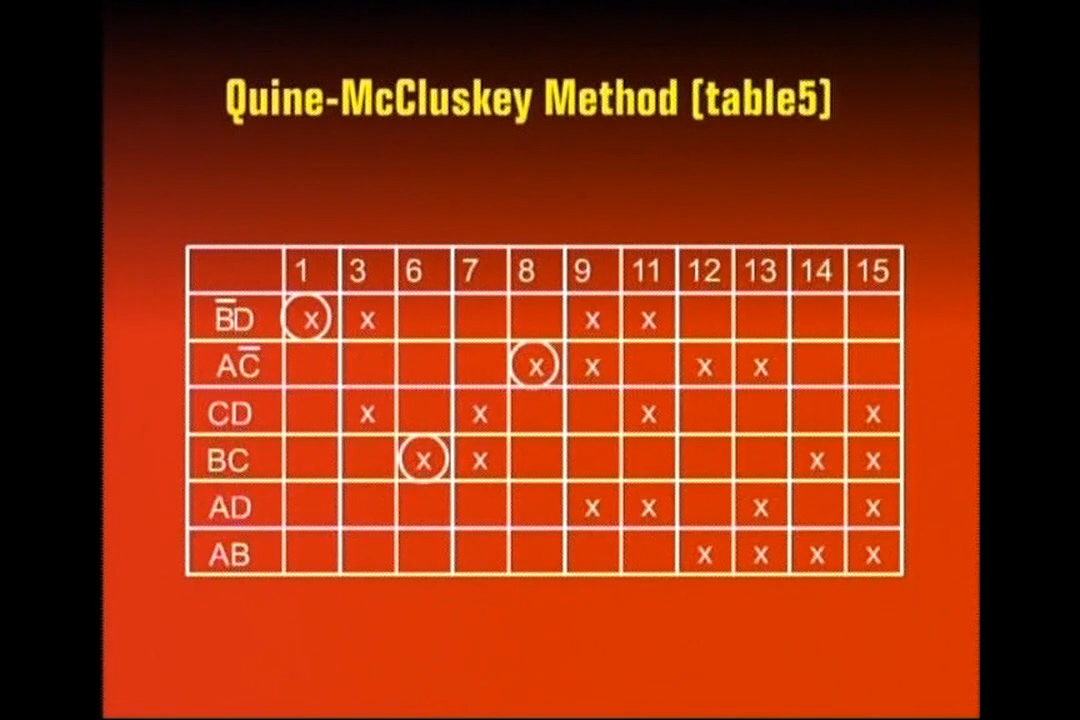 Quine-McCluskey Method (table5)
1 3 6 7 8 9 11 12 13 14 15
B̅D x x x x
AC̅ x x x x
CD x x x x
BC x x x x
AD x x x x
AB x x x x